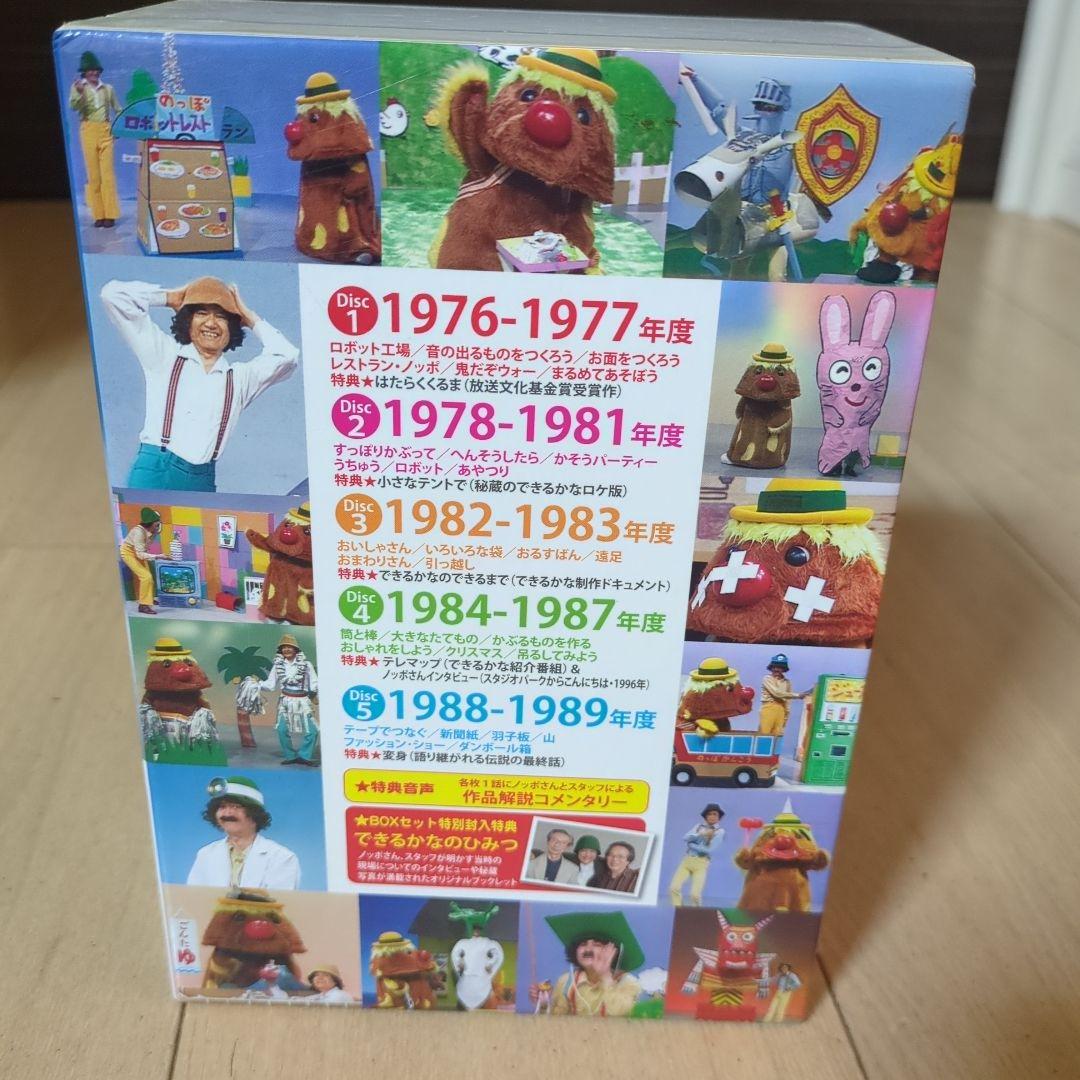 のっぽ
ロボットレストラン
Disc 1 1976-1977年度
ロボット工場／音の出るものをつくろう／お面をつくろう
レストラン・ノッポ／鬼だぞウォー／まるめてあそぼう
特典★はたらくくるま（放送文化基金賞受賞作）
Disc 2 1978-1981年度
すっぽりかぶって／へんそうしたら／かそうパーティー
うちゅう／ロボット／あやつり
特典★小さなテントで（秘蔵のできるかなロケ版）
Disc 3 1982-1983年度
おいしゃさん／いろいろな袋／おるすばん／遠足
おまわりさん／引っ越し
特典★できるかなのできるまで（できるかな制作ドキュメント）
Disc 4 1984-1987年度
筒と棒／大きなたてもの／かぶるものを作る
おしゃれをしよう／クリスマス／吊るしてみよう
特典★テレマップ（できるかな紹介番組）&
ノッポさんインタビュー（スタジオパークからこんにちは・1996年）
Disc 5 1988-1989年度
テープでつなぐ／新聞紙／羽子板／山
ファッション・ショー／ダンボール箱
特典★変身（語り継がれる伝説の最終話）
★特典音声 各枚1話にノッポさんとスタッフによる
作品解説コメンタリー
★BOXセット特別封入特典
できるかなのひみつ
ノッポさん、スタッフが明かす当時の
現場についてのインタビューや秘蔵
写真が満載されたオリジナルブックレット
のっぽかんこう
ごんた
ゆ